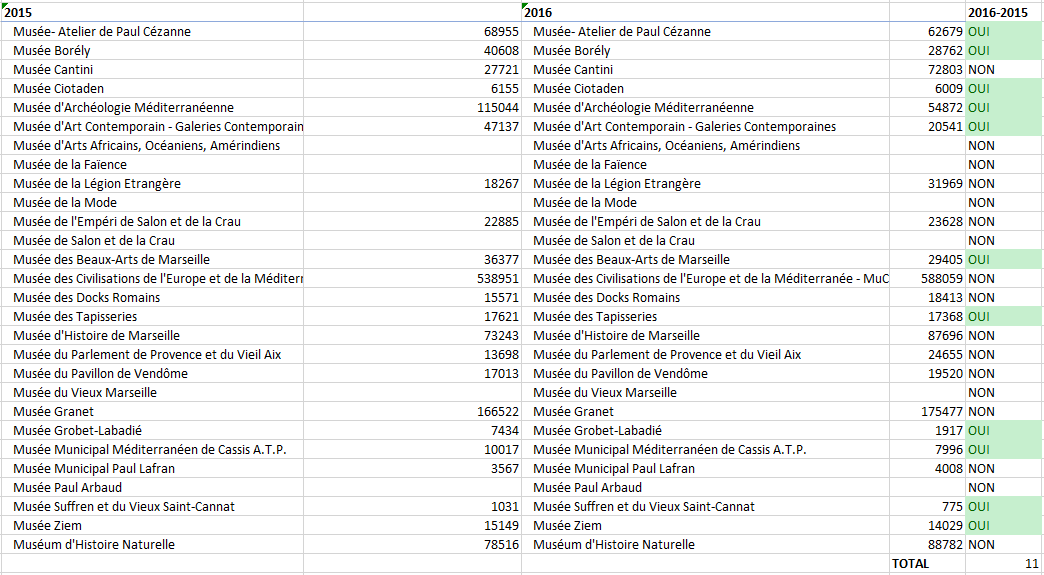 2015 2016 2016-2015
Musée- Atelier de Paul Cézanne 68955 Musée- Atelier de Paul Cézanne 62679 OUI
Musée Borély 40608 Musée Borély 28762 OUI
Musée Cantini 27721 Musée Cantini 72803 NON
Musée Ciotaden 6155 Musée Ciotaden 6009 OUI
Musée d'Archéologie Méditerranéenne 115044 Musée d'Archéologie Méditerranéenne 54872 OUI
Musée d'Art Contemporain - Galeries Contemporain 47137 Musée d'Art Contemporain - Galeries Contemporaines 20541 OUI
Musée d'Arts Africains, Océaniens, Amérindiens Musée d'Arts Africains, Océaniens, Amérindiens NON
Musée de la Faïence Musée de la Faïence NON
Musée de la Légion Etrangère 18267 Musée de la Légion Etrangère 31969 NON
Musée de la Mode Musée de la Mode NON
Musée de l'Empéri de Salon et de la Crau 22885 Musée de l'Empéri de Salon et de la Crau 23628 NON
Musée de Salon et de la Crau Musée de Salon et de la Crau NON
Musée des Beaux-Arts de Marseille 36377 Musée des Beaux-Arts de Marseille 29405 OUI
Musée des Civilisations de l'Europe et de la Méditerr 538951 Musée des Civilisations de l'Europe et de la Méditerranée - MuC 588059 NON
Musée des Docks Romains 15571 Musée des Docks Romains 18413 NON
Musée des Tapisseries 17621 Musée des Tapisseries 17368 OUI
Musée d'Histoire de Marseille 73243 Musée d'Histoire de Marseille 87696 NON
Musée du Parlement de Provence et du Vieil Aix 13698 Musée du Parlement de Provence et du Vieil Aix 24655 NON
Musée du Pavillon de Vendôme 17013 Musée du Pavillon de Vendôme 19520 NON
Musée du Vieux Marseille Musée du Vieux Marseille NON
Musée Granet 166522 Musée Granet 175477 NON
Musée Grobet-Labadié 7434 Musée Grobet-Labadié 1917 OUI
Musée Municipal Méditerranéen de Cassis A.T.P. 10017 Musée Municipal Méditerranéen de Cassis A.T.P. 7996 OUI
Musée Municipal Paul Lafran 3567 Musée Municipal Paul Lafran 4008 NON
Musée Paul Arbaud Musée Paul Arbaud NON
Musée Suffren et du Vieux Saint-Cannat 1031 Musée Suffren et du Vieux Saint-Cannat 775 OUI
Musée Ziem 15149 Musée Ziem 14029 OUI
Muséum d'Histoire Naturelle 78516 Muséum d'Histoire Naturelle 88782 NON
TOTAL 11